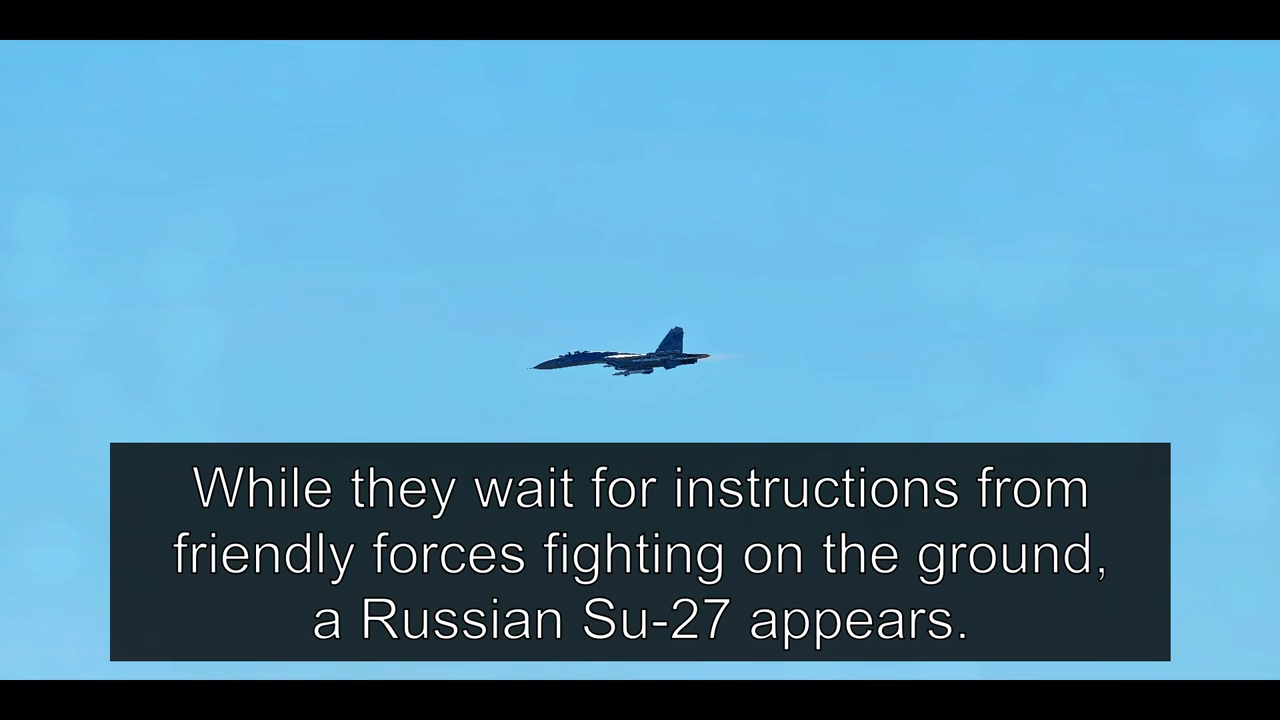 While they wait for instructions from
friendly forces fighting on the ground,
a Russian Su-27 appears.